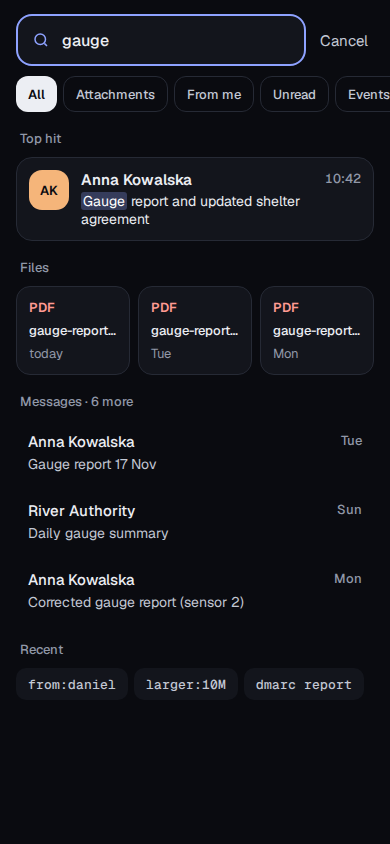 gauge
Cancel
All
Attachments
From me
Unread
Events
Top hit
AK
Anna Kowalska
10:42
Gauge report and updated shelter
agreement
Files
PDF
gauge-report…
today
PDF
gauge-report…
Tue
PDF
gauge-report…
Mon
Messages · 6 more
Anna Kowalska
Tue
Gauge report 17 Nov
River Authority
Sun
Daily gauge summary
Anna Kowalska
Mon
Corrected gauge report (sensor 2)
Recent
from:daniel
larger:10M
dmarc report